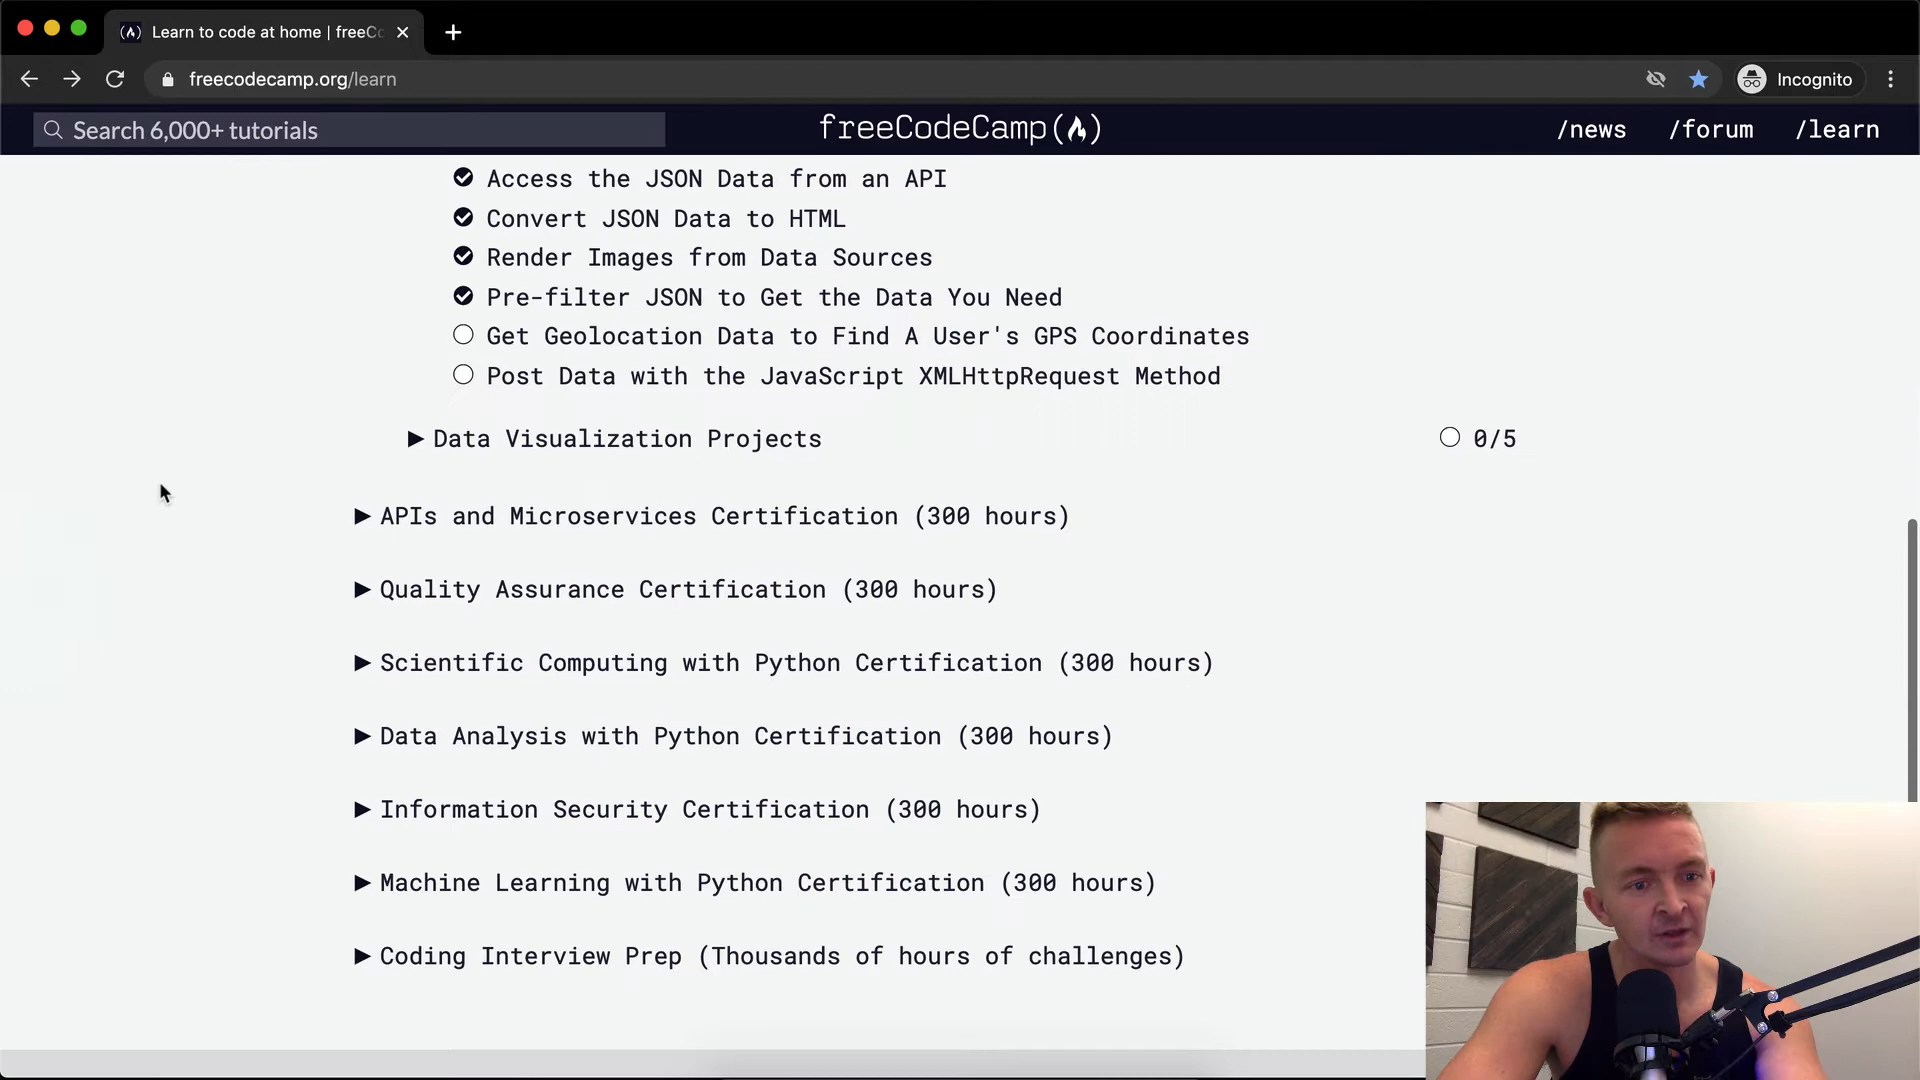 Learn to code at home | freeC
freecodecamp.org/learn
Incognito
Search 6,000+ tutorials
freeCodeCamp
/news
/forum
/learn
Access the JSON Data from an API
Convert JSON Data to HTML
Render Images from Data Sources
Pre-filter JSON to Get the Data You Need
Get Geolocation Data to Find A User's GPS Coordinates
Post Data with the JavaScript XMLHttpRequest Method
Data Visualization Projects
0/5
APIs and Microservices Certification (300 hours)
Quality Assurance Certification (300 hours)
Scientific Computing with Python Certification (300 hours)
Data Analysis with Python Certification (300 hours)
Information Security Certification (300 hours)
Machine Learning with Python Certification (300 hours)
Coding Interview Prep (Thousands of hours of challenges)